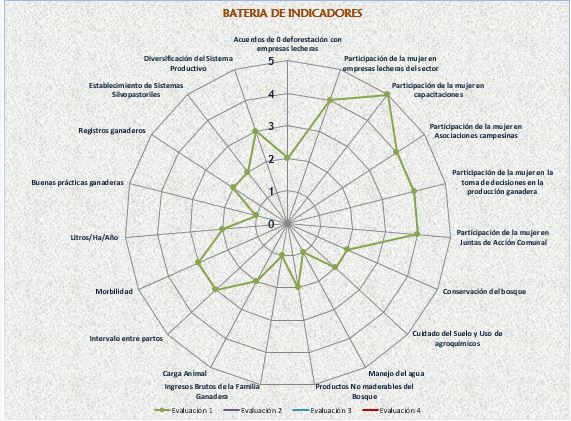 BATERIA DE INDICADORES
Acuerdos de 0 deforestación con
empresas lecheras
Diversificación del Sistema
Productivo
Participación de la mujer en
empresas lecheras del sector
Establecimiento de Sistemas
Silvopastoriles
Participación de la mujer en
capacitaciones
Registros ganaderos
Participación de la mujer en
Asociaciones campesinas
Buenas prácticas ganaderas
Participación de la mujer en la
toma de decisiones en la
producción ganadera
Litros/Ha/Año
Participación de la mujer en
Juntas de Acción Comunal
Morbilidad
Conservación del bosque
Intervalo entre partos
Cuidado del Suelo y Uso de
agroquímicos
Carga Animal
Manejo del agua
Ingresos Brutos de la Familia
Ganadera
Productos No maderables del
Bosque
5
4
3
2
1
0
Evaluación 1
Evaluación 2
Evaluación 3
Evaluación 4